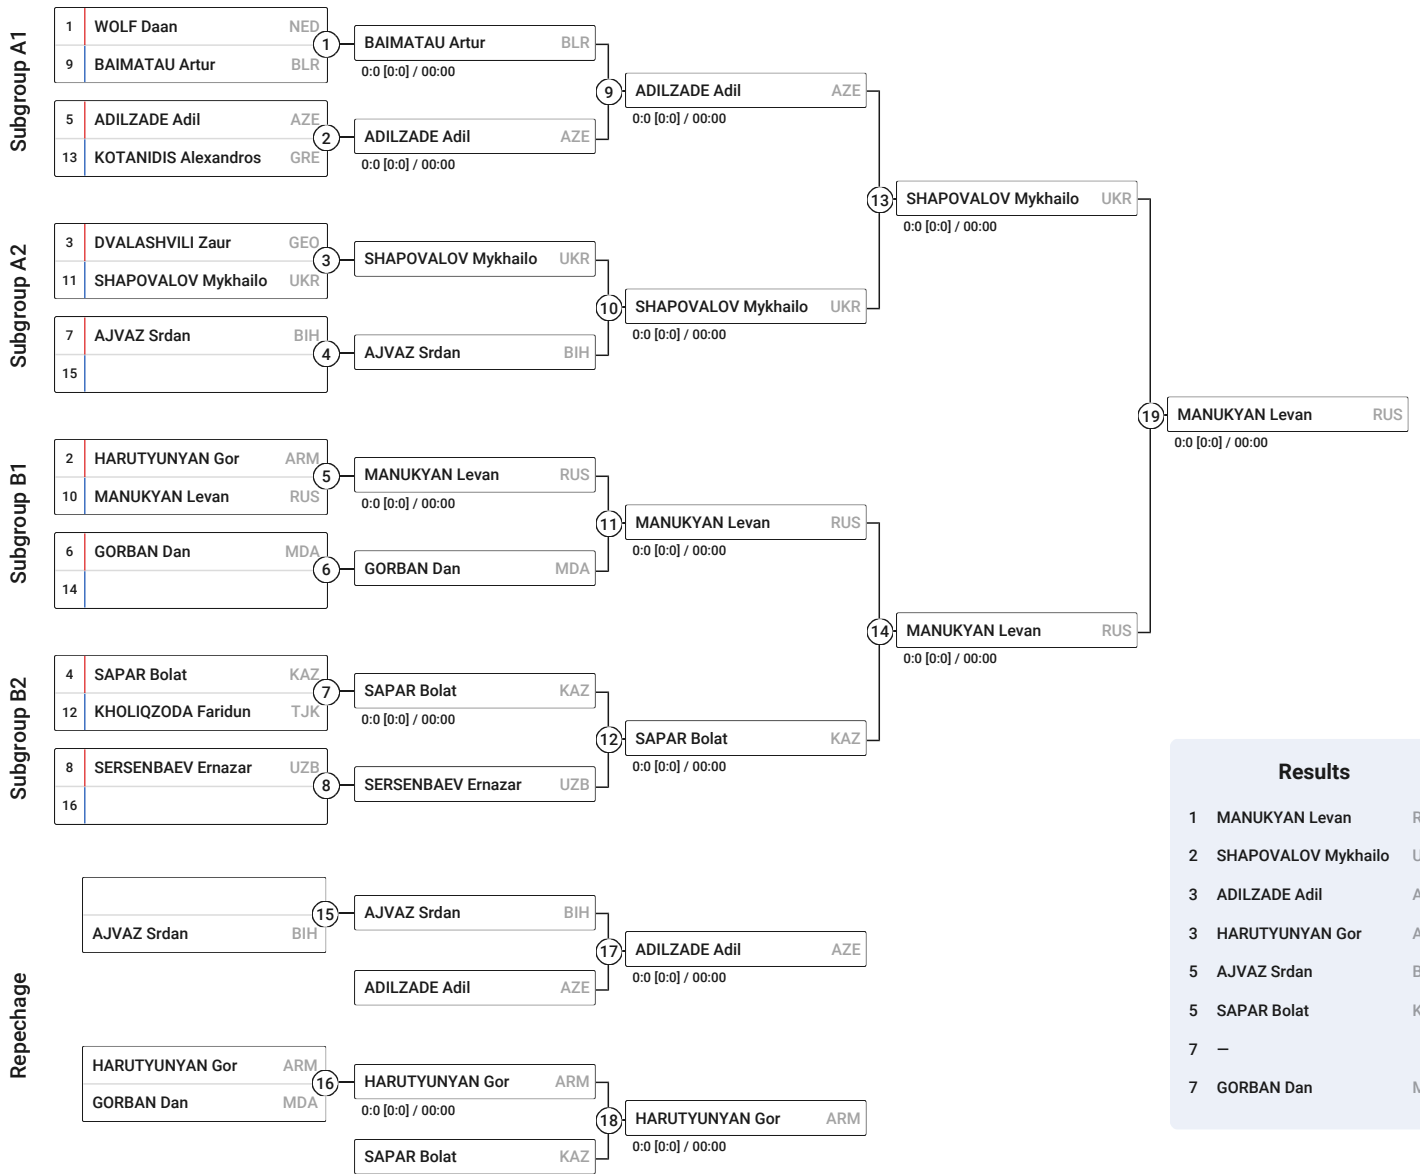 Subgroup A1
1 WOLF Daan NED
9 BAIMATAU Artur BLR
1
BAIMATAU Artur BLR
0:0 [0:0] / 00:00
5 ADILZADE Adil AZE
13 KOTANIDIS Alexandros GRE
2
ADILZADE Adil AZE
0:0 [0:0] / 00:00
9
ADILZADE Adil AZE
0:0 [0:0] / 00:00
Subgroup A2
3 DVALASHVILI Zaur GEO
11 SHAPOVALOV Mykhailo UKR
3
SHAPOVALOV Mykhailo UKR
7 AJVAZ Srdan BIH
15
4
AJVAZ Srdan BIH
10
SHAPOVALOV Mykhailo UKR
0:0 [0:0] / 00:00
13
SHAPOVALOV Mykhailo UKR
0:0 [0:0] / 00:00
Subgroup B1
2 HARUTYUNYAN Gor ARM
10 MANUKYAN Levan RUS
5
MANUKYAN Levan RUS
0:0 [0:0] / 00:00
6 GORBAN Dan MDA
14
6
GORBAN Dan MDA
11
MANUKYAN Levan RUS
0:0 [0:0] / 00:00
Subgroup B2
4 SAPAR Bolat KAZ
12 KHOLIQZODA Faridun TJK
7
SAPAR Bolat KAZ
0:0 [0:0] / 00:00
8 SERSENBAEV Ernazar UZB
16
8
SERSENBAEV Ernazar UZB
12
SAPAR Bolat KAZ
0:0 [0:0] / 00:00
14
MANUKYAN Levan RUS
0:0 [0:0] / 00:00
19
MANUKYAN Levan RUS
0:0 [0:0] / 00:00
Repechage
AJVAZ Srdan BIH
15
AJVAZ Srdan BIH
ADILZADE Adil AZE
17
ADILZADE Adil AZE
0:0 [0:0] / 00:00
HARUTYUNYAN Gor ARM
GORBAN Dan MDA
16
HARUTYUNYAN Gor ARM
0:0 [0:0] / 00:00
SAPAR Bolat KAZ
18
HARUTYUNYAN Gor ARM
0:0 [0:0] / 00:00
Results
1 MANUKYAN Levan
2 SHAPOVALOV Mykhailo
3 ADILZADE Adil
3 HARUTYUNYAN Gor
5 AJVAZ Srdan
5 SAPAR Bolat
7 —
7 GORBAN Dan